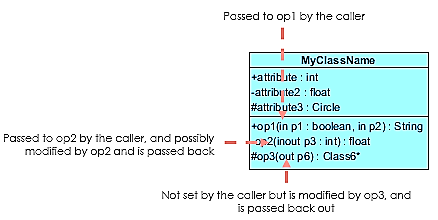 Passed to op1 by the caller
MyClassName
+attribute : int
-attribute2 : float
#attribute3 : Circle
+op1(in p1 : boolean, in p2) : String
-op2(inout p3 : int) : float
#op3(out p6) : Class6*
Passed to op2 by the caller, and possibly
modified by op2 and is passed back
Not set by the caller but is modified by op3, and
is passed back out